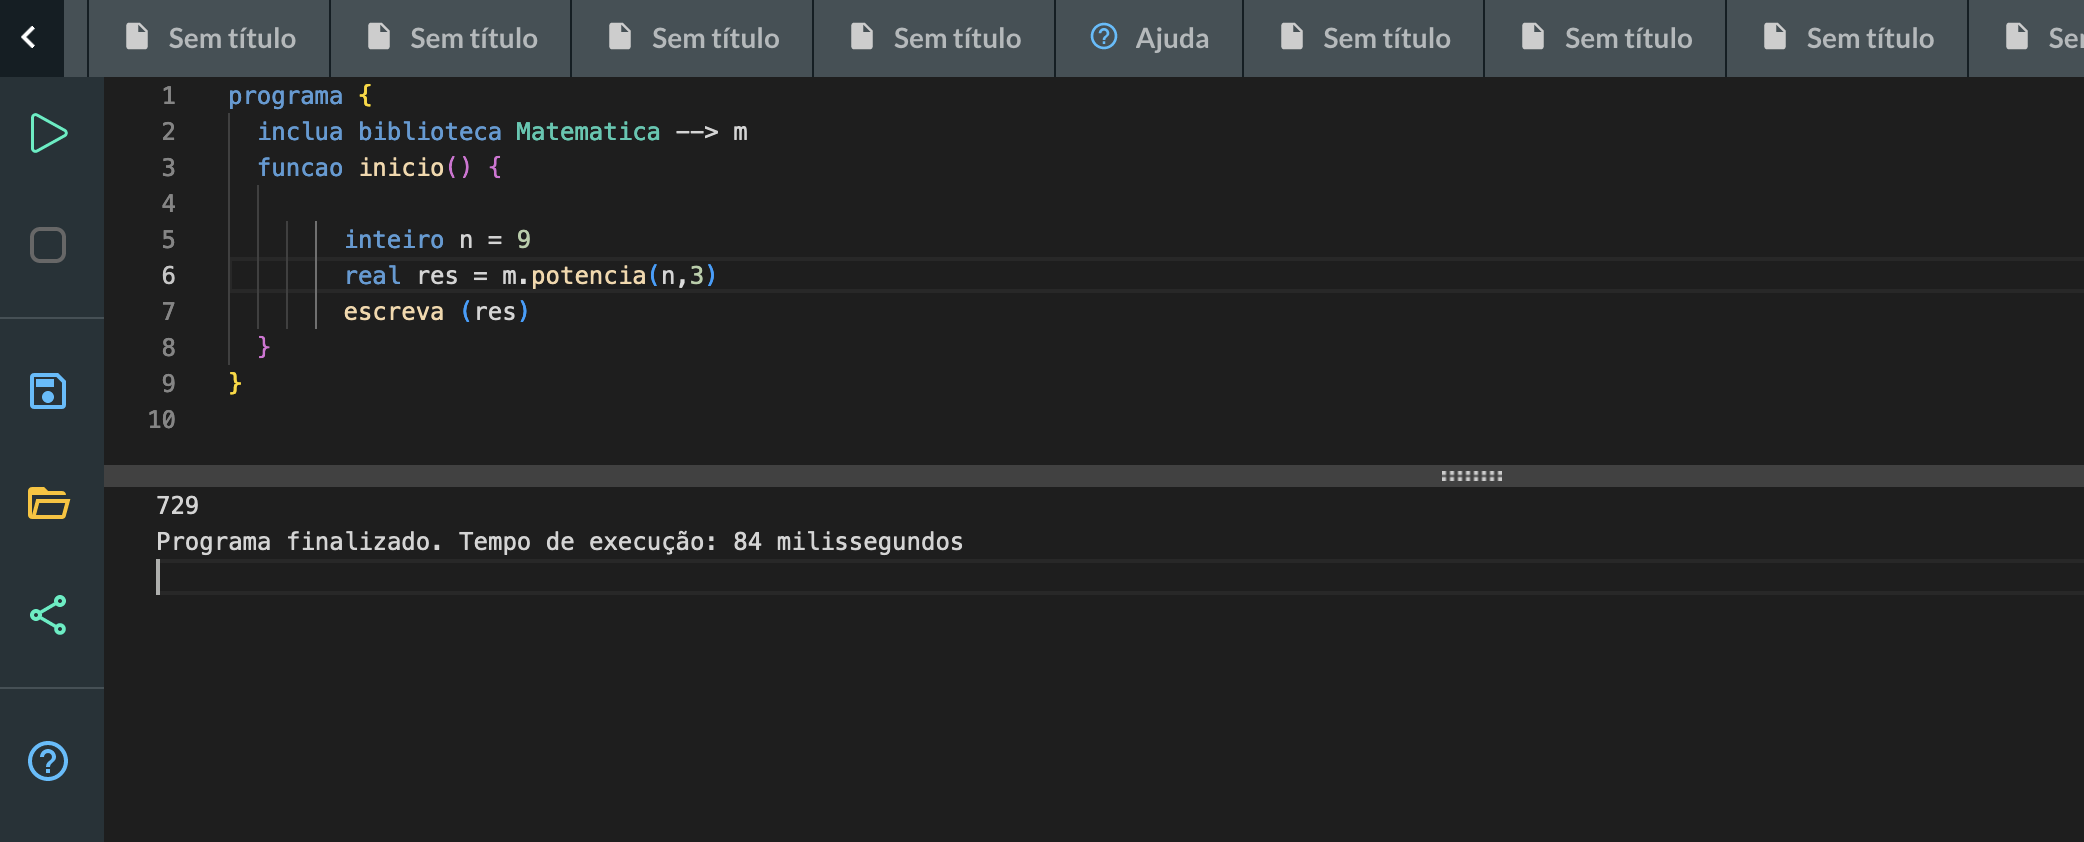 Sem título Sem título Sem título Sem título Ajuda Sem título Sem título Sem título Se
1 programa {
2 inclua biblioteca Matematica --> m
3 funcao inicio() {
4
5 inteiro n = 9
6 real res = m.potencia(n,3)
7 escreva (res)
8 }
9 }
10
729
Programa finalizado. Tempo de execução: 84 milissegundos